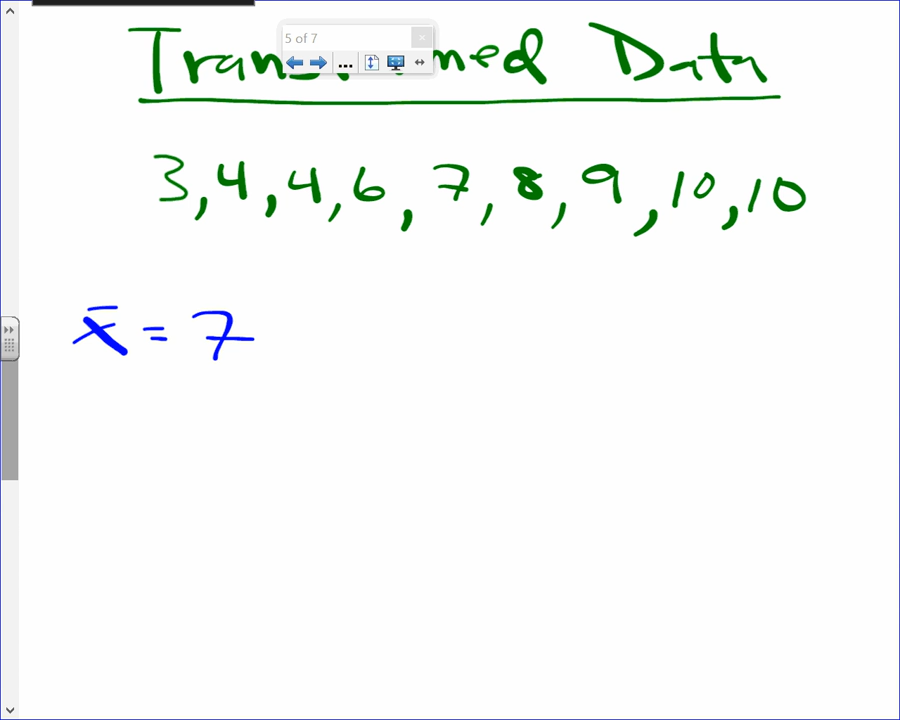 Data
5 of 7
3, 4, 4, 6, 7, 8, 9, 10, 10
x̄ = 7